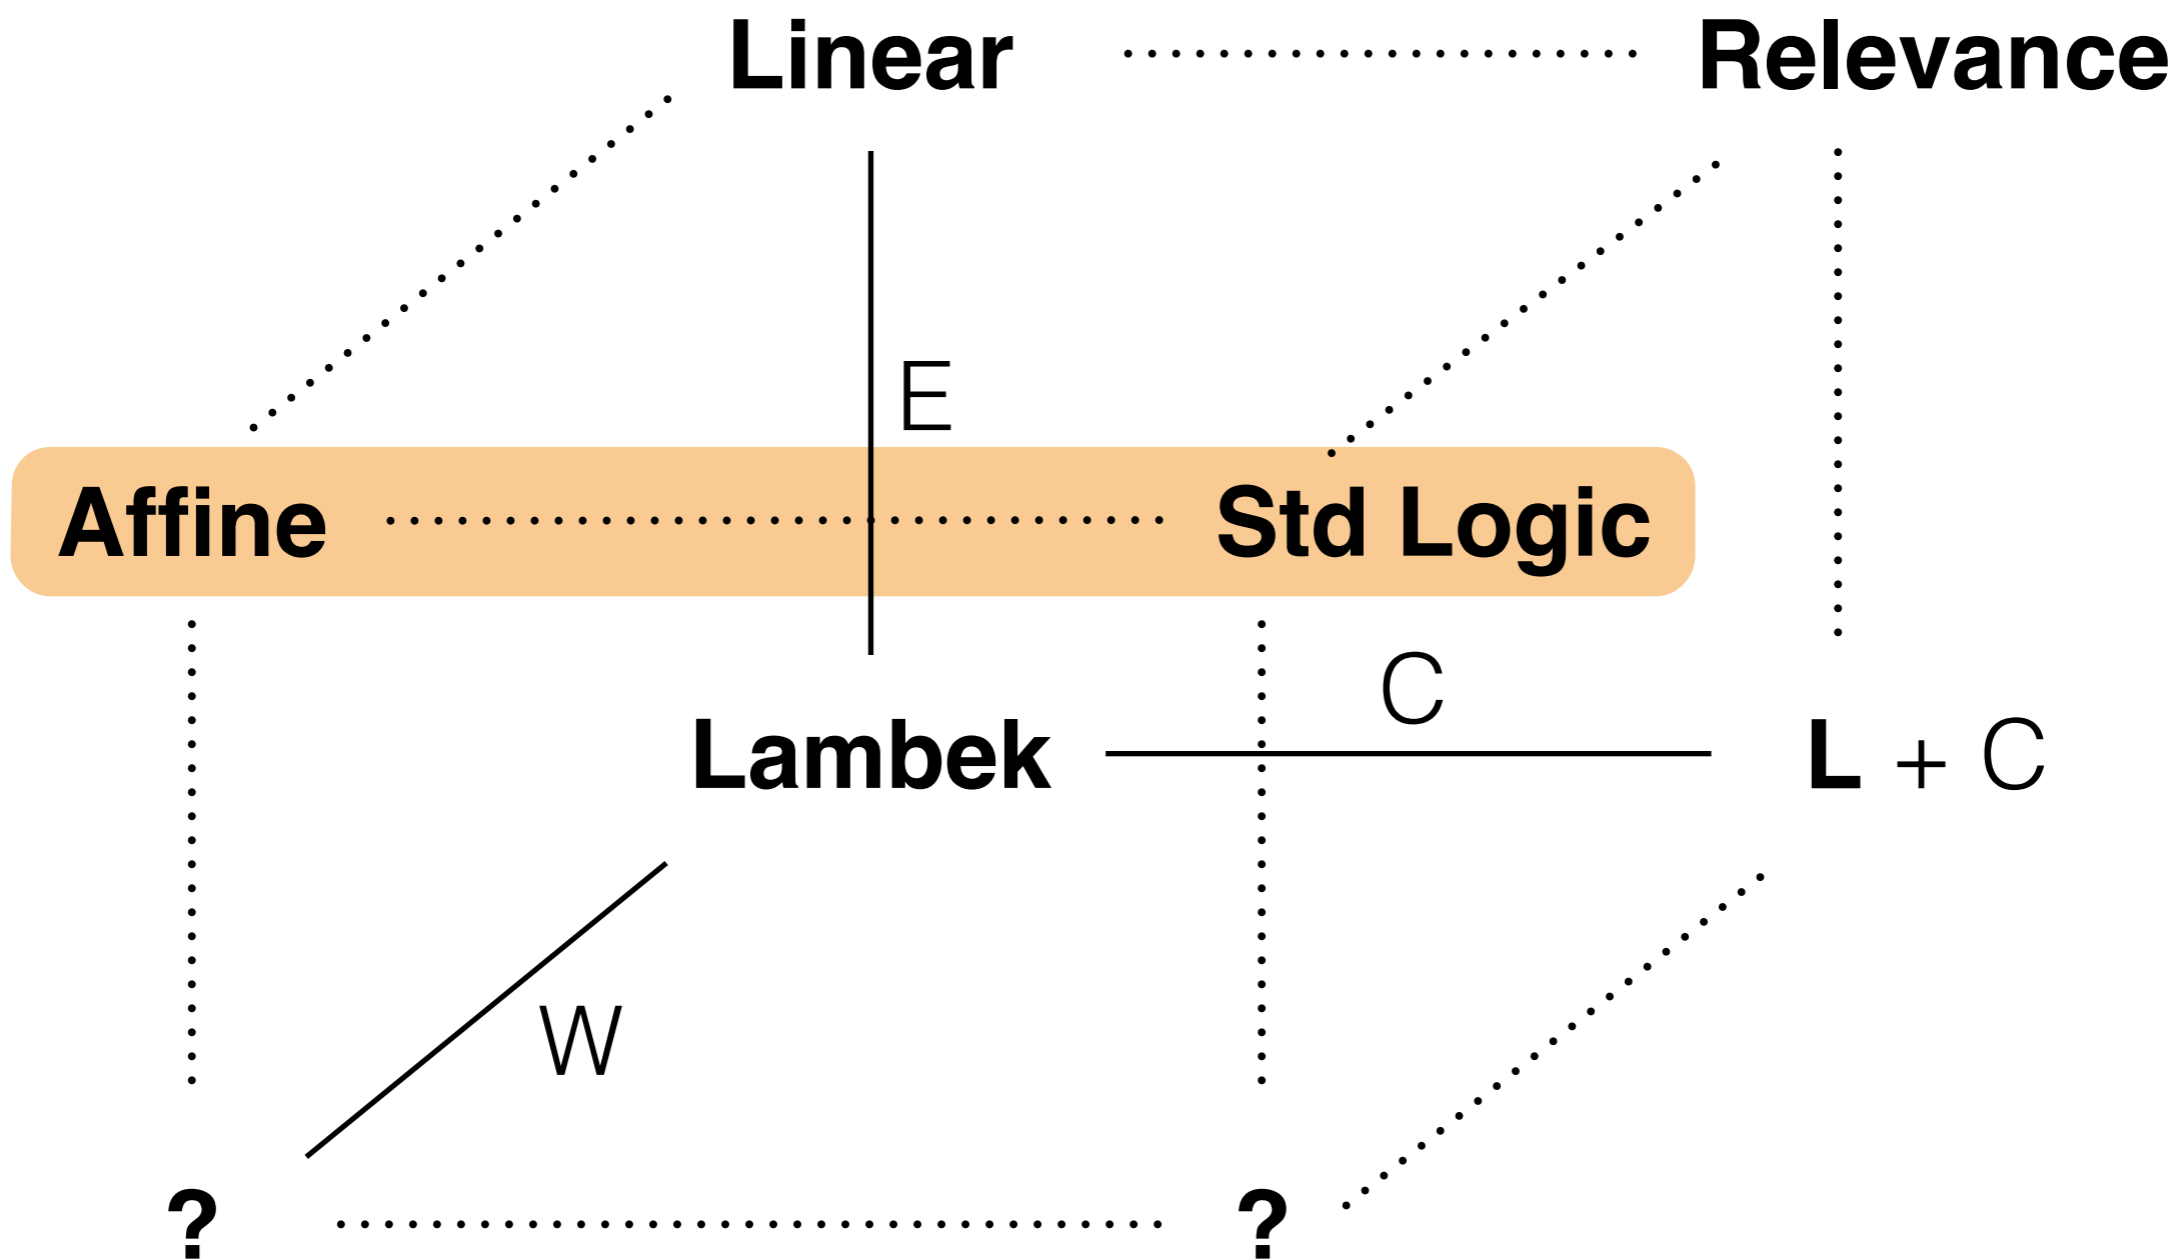 Linear Relevance
E
Affine Std Logic
C
Lambek L + C
W
? ?